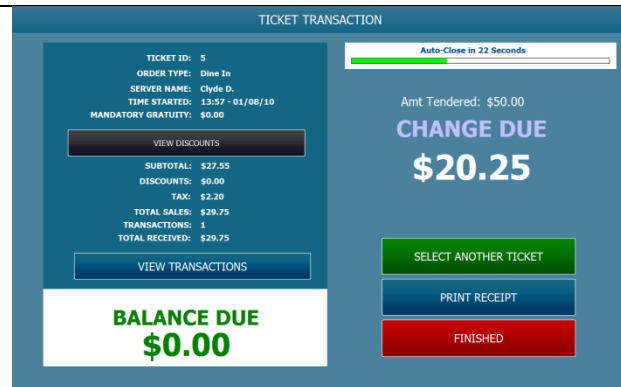 TICKET TRANSACTION
TICKET ID: 5
ORDER TYPE: Dine In
SERVER NAME: Clyde D.
TIME STARTED: 13:57 - 01/08/10
MANDATORY GRATUITY: $0.00
VIEW DISCOUNTS
SUBTOTAL: $27.55
DISCOUNTS: $0.00
TAX: $2.20
TOTAL SALES: $29.75
TRANSACTIONS: 1
TOTAL RECEIVED: $29.75
VIEW TRANSACTIONS
BALANCE DUE
$0.00
Auto-Close in 22 Seconds
Amt Tendered: $50.00
CHANGE DUE
$20.25
SELECT ANOTHER TICKET
PRINT RECEIPT
FINISHED